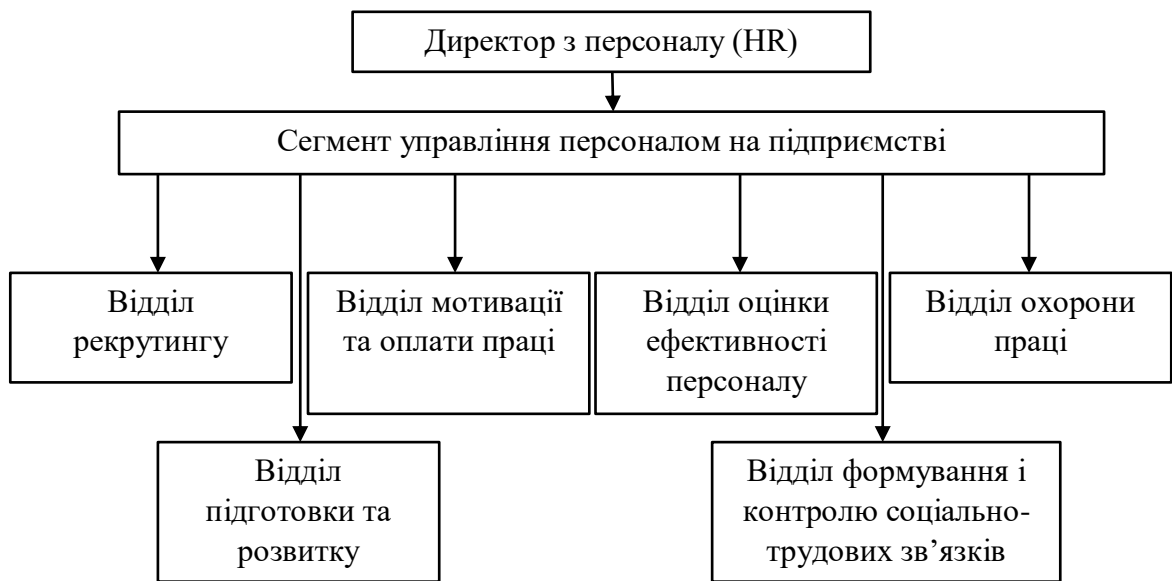 Директор з персоналу (HR)
Сегмент управління персоналом на підприємстві
Відділ
рекрутингу
Відділ мотивації
та оплати праці
Відділ оцінки
ефективності
персоналу
Відділ охорони
праці
Відділ
підготовки та
розвитку
Відділ формування і
контролю соціально-
трудових зв’язків